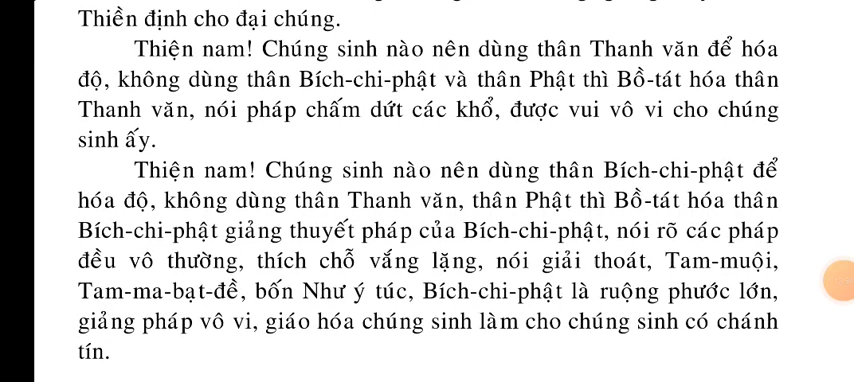 Thiền định cho đại chúng.
Thiện nam! Chúng sinh nào nên dùng thân Thanh văn để hóa
độ, không dùng thân Bích-chi-phật và thân Phật thì Bồ-tát hóa thân
Thanh văn, nói pháp chấm dứt các khổ, được vui vô vi cho chúng
sinh ấy.
Thiện nam! Chúng sinh nào nên dùng thân Bích-chi-phật để
hóa độ, không dùng thân Thanh văn, thân Phật thì Bồ-tát hóa thân
Bích-chi-phật giảng thuyết pháp của Bích-chi-phật, nói rõ các pháp
đều vô thường, thích chỗ vắng lặng, nói giải thoát, Tam-muội,
Tam-ma-bạt-đề, bốn Như ý túc, Bích-chi-phật là ruộng phước lớn,
giảng pháp vô vi, giáo hóa chúng sinh làm cho chúng sinh có chánh
tín.